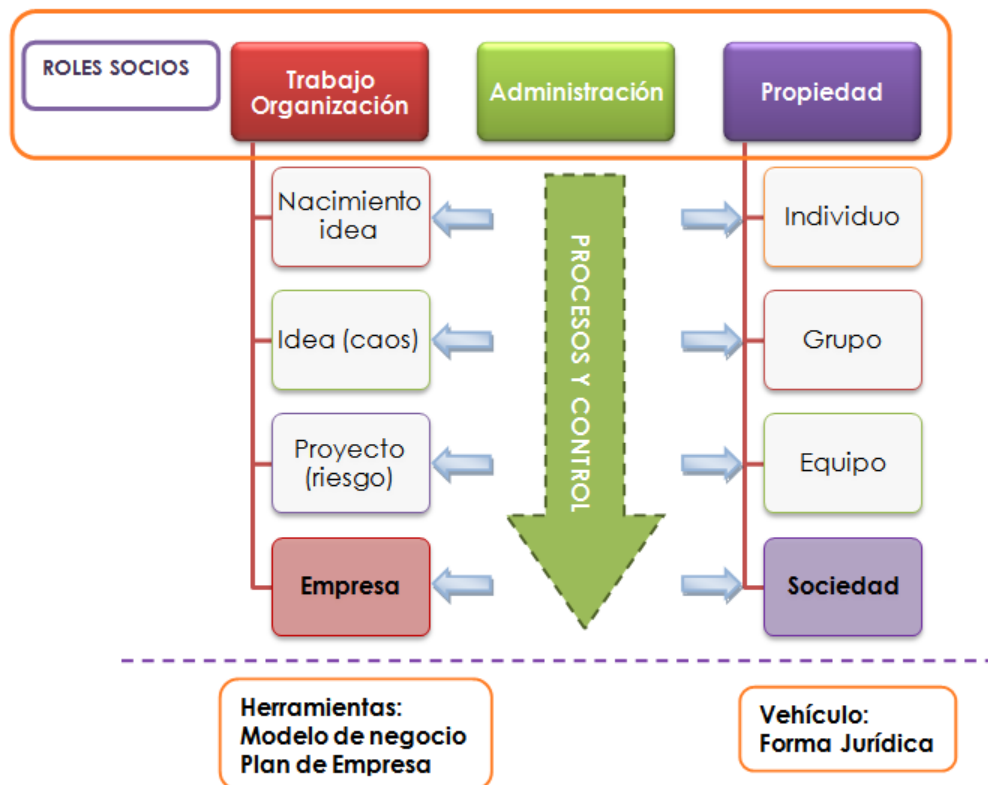 ROLES SOCIOS
Trabajo
Organización
Administración
Propiedad
Nacimiento
idea
Idea (caos)
Proyecto
(riesgo)
Empresa
PROCESOS Y CONTROL
Individuo
Grupo
Equipo
Sociedad
Herramientas:
Modelo de negocio
Plan de Empresa
Vehículo:
Forma Jurídica